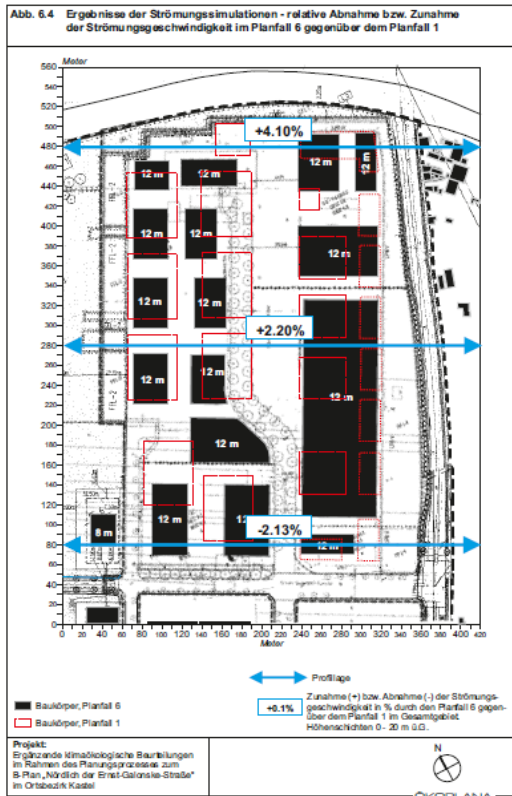 Abb. 6.4 Ergebnisse der Strömungssimulationen - relative Abnahme bzw. Zunahme
der Strömungsgeschwindigkeit im Planfall 6 gegenüber dem Planfall 1
Meter
560
540
520
500
480
460
440
420
400
380
360
340
320
300
280
260
240
220
200
180
160
140
120
100
80
60
40
20
0
+4.10%
12 m
12 m
12 m
12 m
12 m
12 m
12 m
12 m
12 m
+2.20%
12 m
12 m
12 m
12 m
12 m
8 m
-2.13%
12 m
0 20 40 60 80 100 120 140 160 180 200 220 240 260 280 300 320 340 360 380 400 420
Meter
Profillage
Baukörper, Planfall 6
Baukörper, Planfall 1
+0.1%
Zunahme (+) bzw. Abnahme (-) der Strömungs-
geschwindigkeit in % durch den Planfall 6 gegen-
über dem Planfall 1 im Gesamtgebiet.
Höhenschichten 0 - 20 m ü.G.
Projekt:
Ergänzende klimaökologische Beurteilungen
im Rahmen des Planungsprozesses zum
B-Plan „Nördlich der Ernst-Galonske-Straße"
im Ortsbezirk Kastel
N